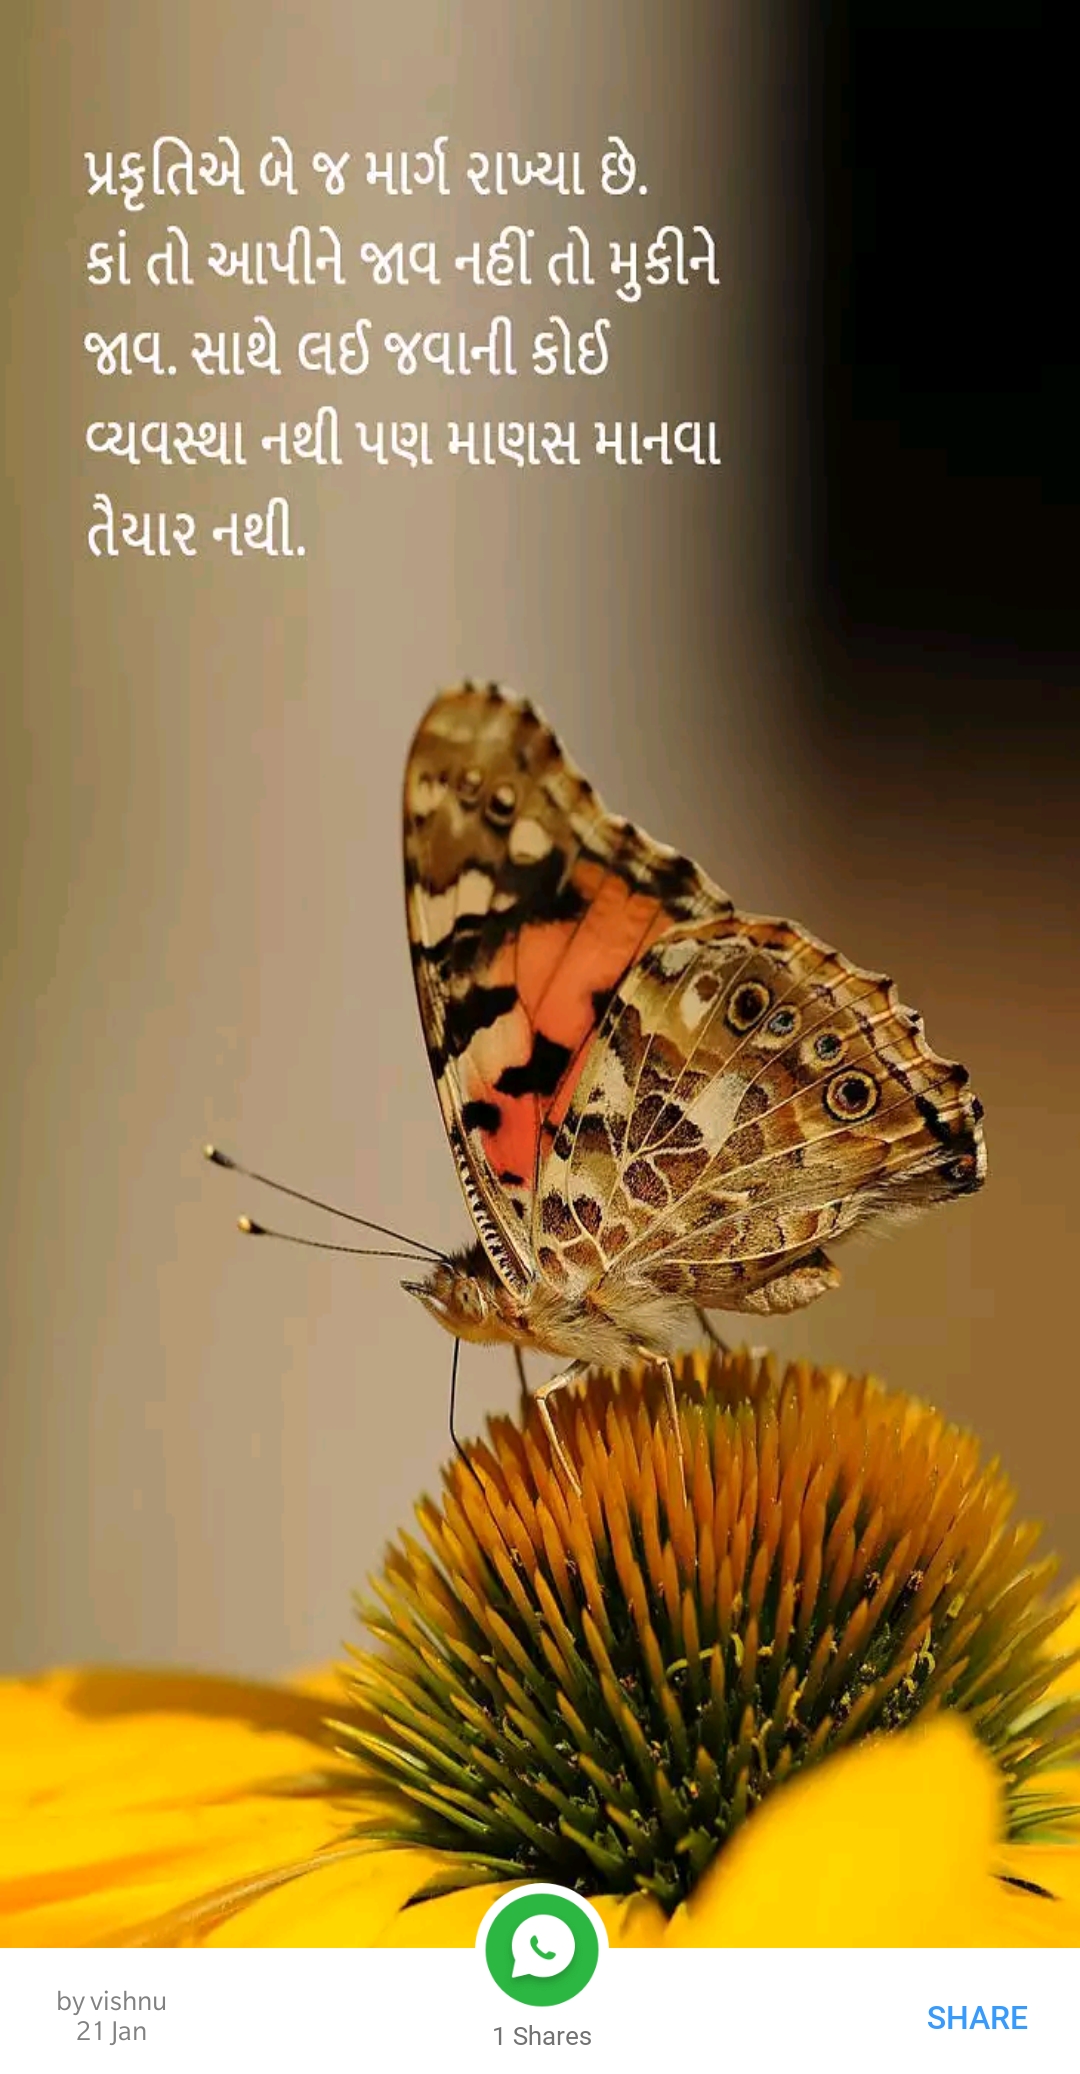 પ્રકૃતિએ બે જ માર્ગ રાખ્યા છે.
કાં તો આપીને જાવ નહીં તો મુકીને
જાવ. સાથે લઈ જવાની કોઈ
વ્યવસ્થા નથી પણ માણસ માનવા
તૈયાર નથી.
by vishnu
21 Jan
1 Shares
SHARE